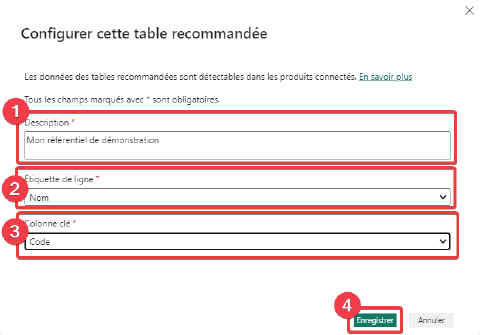 Configurer cette table recommandée
Les données des tables recommandées sont détectables dans les produits connectés. En savoir plus
Tous les champs marqués avec * sont obligatoires.
1
Description *
Mon référentiel de démonstration
2
Étiquette de ligne *
Nom
3
Colonne clé *
Code
4
Enregistrer
Annuler